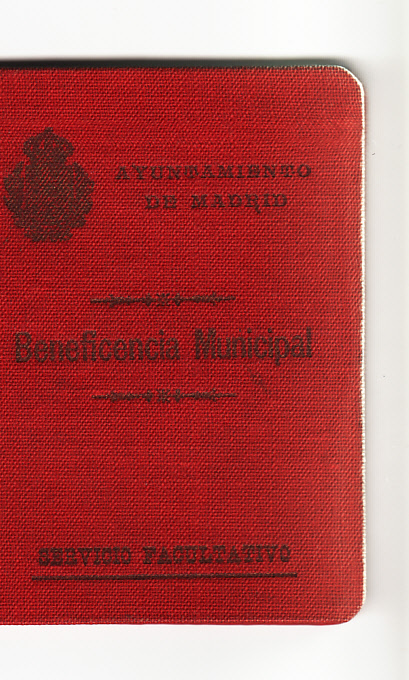 AYUNTAMIENTO
DE MADRID
Beneficencia Municipal
SERVICIO FACULTATIVO